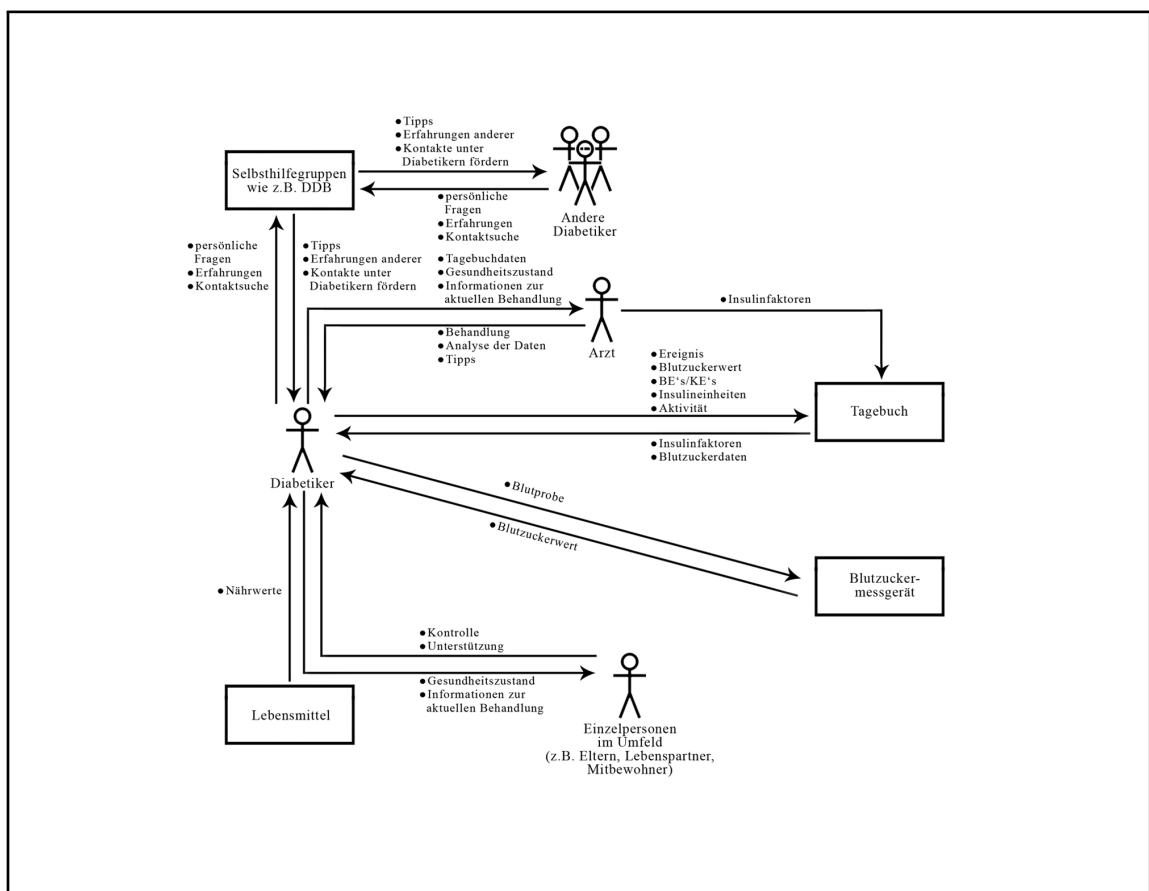 ● Tipps
● Erfahrungen anderer
● Kontakte unter
Diabetikern fördern
Selbsthilfegruppen
wie z.B. DDB
● persönliche
Fragen
● Erfahrungen
● Kontaktsuche
Andere
Diabetiker
● persönliche
Fragen
● Erfahrungen
● Kontaktsuche
● Tipps
● Erfahrungen anderer
● Kontakte unter
Diabetikern fördern
● Tagebuchdaten
● Gesundheitszustand
● Informationen zur
aktuellen Behandlung
● Behandlung
● Analyse der Daten
● Tipps
Arzt
● Insulinfaktoren
● Ereignis
● Blutzuckerwert
● BE‘s/KE‘s
● Insulineinheiten
● Aktivität
Tagebuch
● Insulinfaktoren
● Blutzuckerdaten
Diabetiker
● Blutprobe
● Blutzuckerwert
Blutzucker-
messgerät
● Nährwerte
● Kontrolle
● Unterstützung
● Gesundheitszustand
● Informationen zur
aktuellen Behandlung
Lebensmittel
Einzelpersonen
im Umfeld
(z.B. Eltern, Lebenspartner,
Mitbewohner)